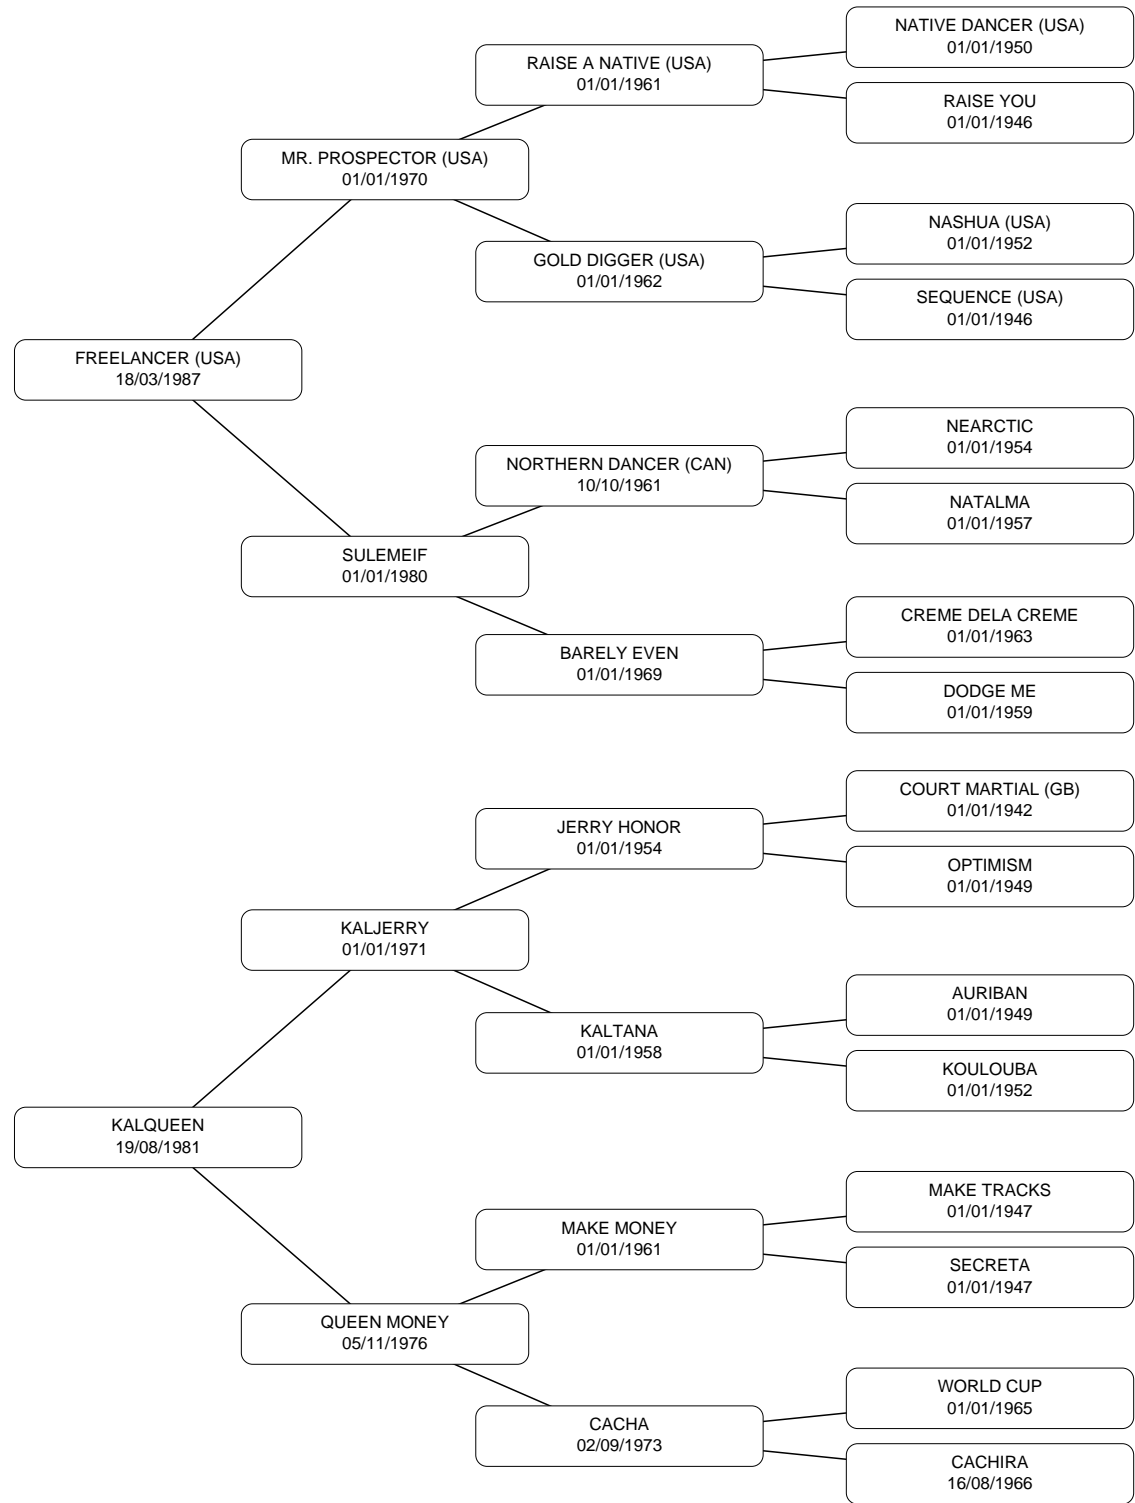 NATIVE DANCER (USA)
01/01/1950
RAISE A NATIVE (USA)
01/01/1961
RAISE YOU
01/01/1946
MR. PROSPECTOR (USA)
01/01/1970
NASHUA (USA)
01/01/1952
GOLD DIGGER (USA)
01/01/1962
SEQUENCE (USA)
01/01/1946
FREELANCER (USA)
18/03/1987
NEARCTIC
01/01/1954
NORTHERN DANCER (CAN)
10/10/1961
NATALMA
01/01/1957
SULEMEIF
01/01/1980
CREME DELA CREME
01/01/1963
BARELY EVEN
01/01/1969
DODGE ME
01/01/1959
COURT MARTIAL (GB)
01/01/1942
JERRY HONOR
01/01/1954
OPTIMISM
01/01/1949
KALJERRY
01/01/1971
AURIBAN
01/01/1949
KALTANA
01/01/1958
KOULOUBA
01/01/1952
KALQUEEN
19/08/1981
MAKE TRACKS
01/01/1947
MAKE MONEY
01/01/1961
SECRETA
01/01/1947
QUEEN MONEY
05/11/1976
WORLD CUP
01/01/1965
CACHA
02/09/1973
CACHIRA
16/08/1966